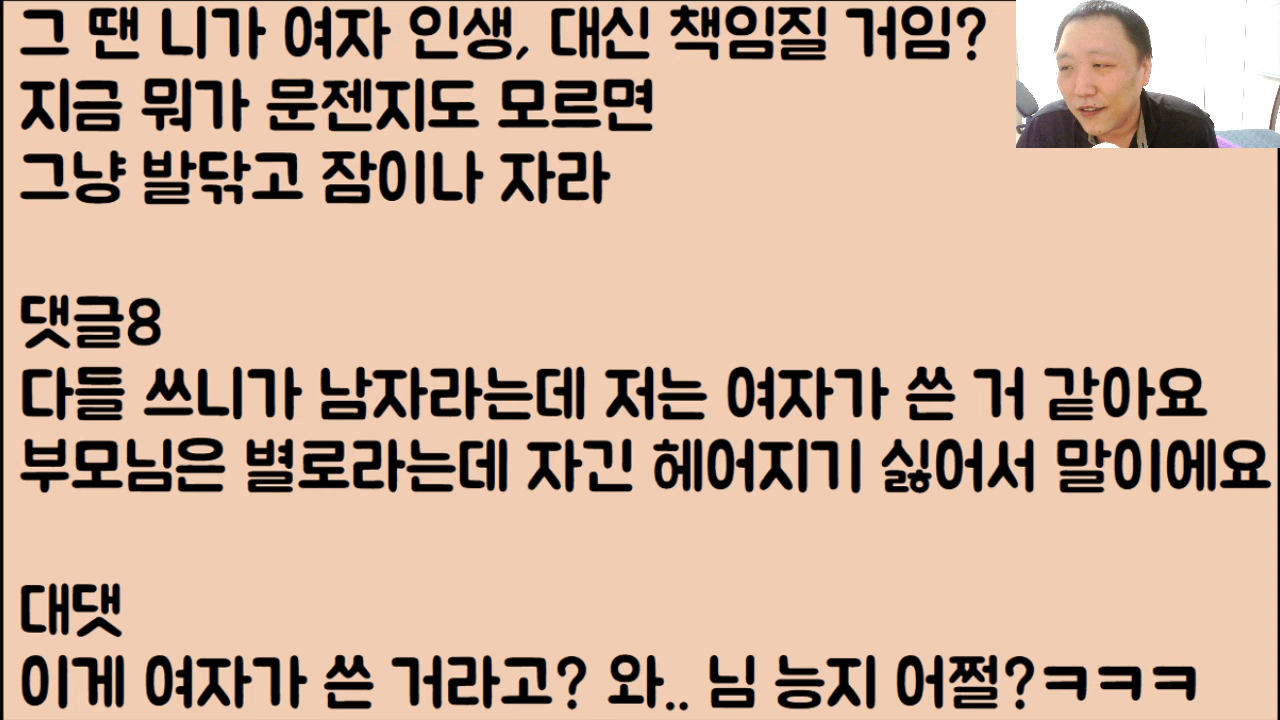 그 땐 니가 여자 인생, 대신 책임질 거임?
지금 뭐가 문젠지도 모르면
그냥 발닦고 잠이나 자라
댓글8
다들 쓰니가 남자라는데 저는 여자가 쓴 거 같아요
부모님은 별로라는데 자긴 헤어지기 싫어서 말이에요
대댓
이게 여자가 쓴 거라고? 와.. 님 능지 어쩔?ㅋㅋㅋ